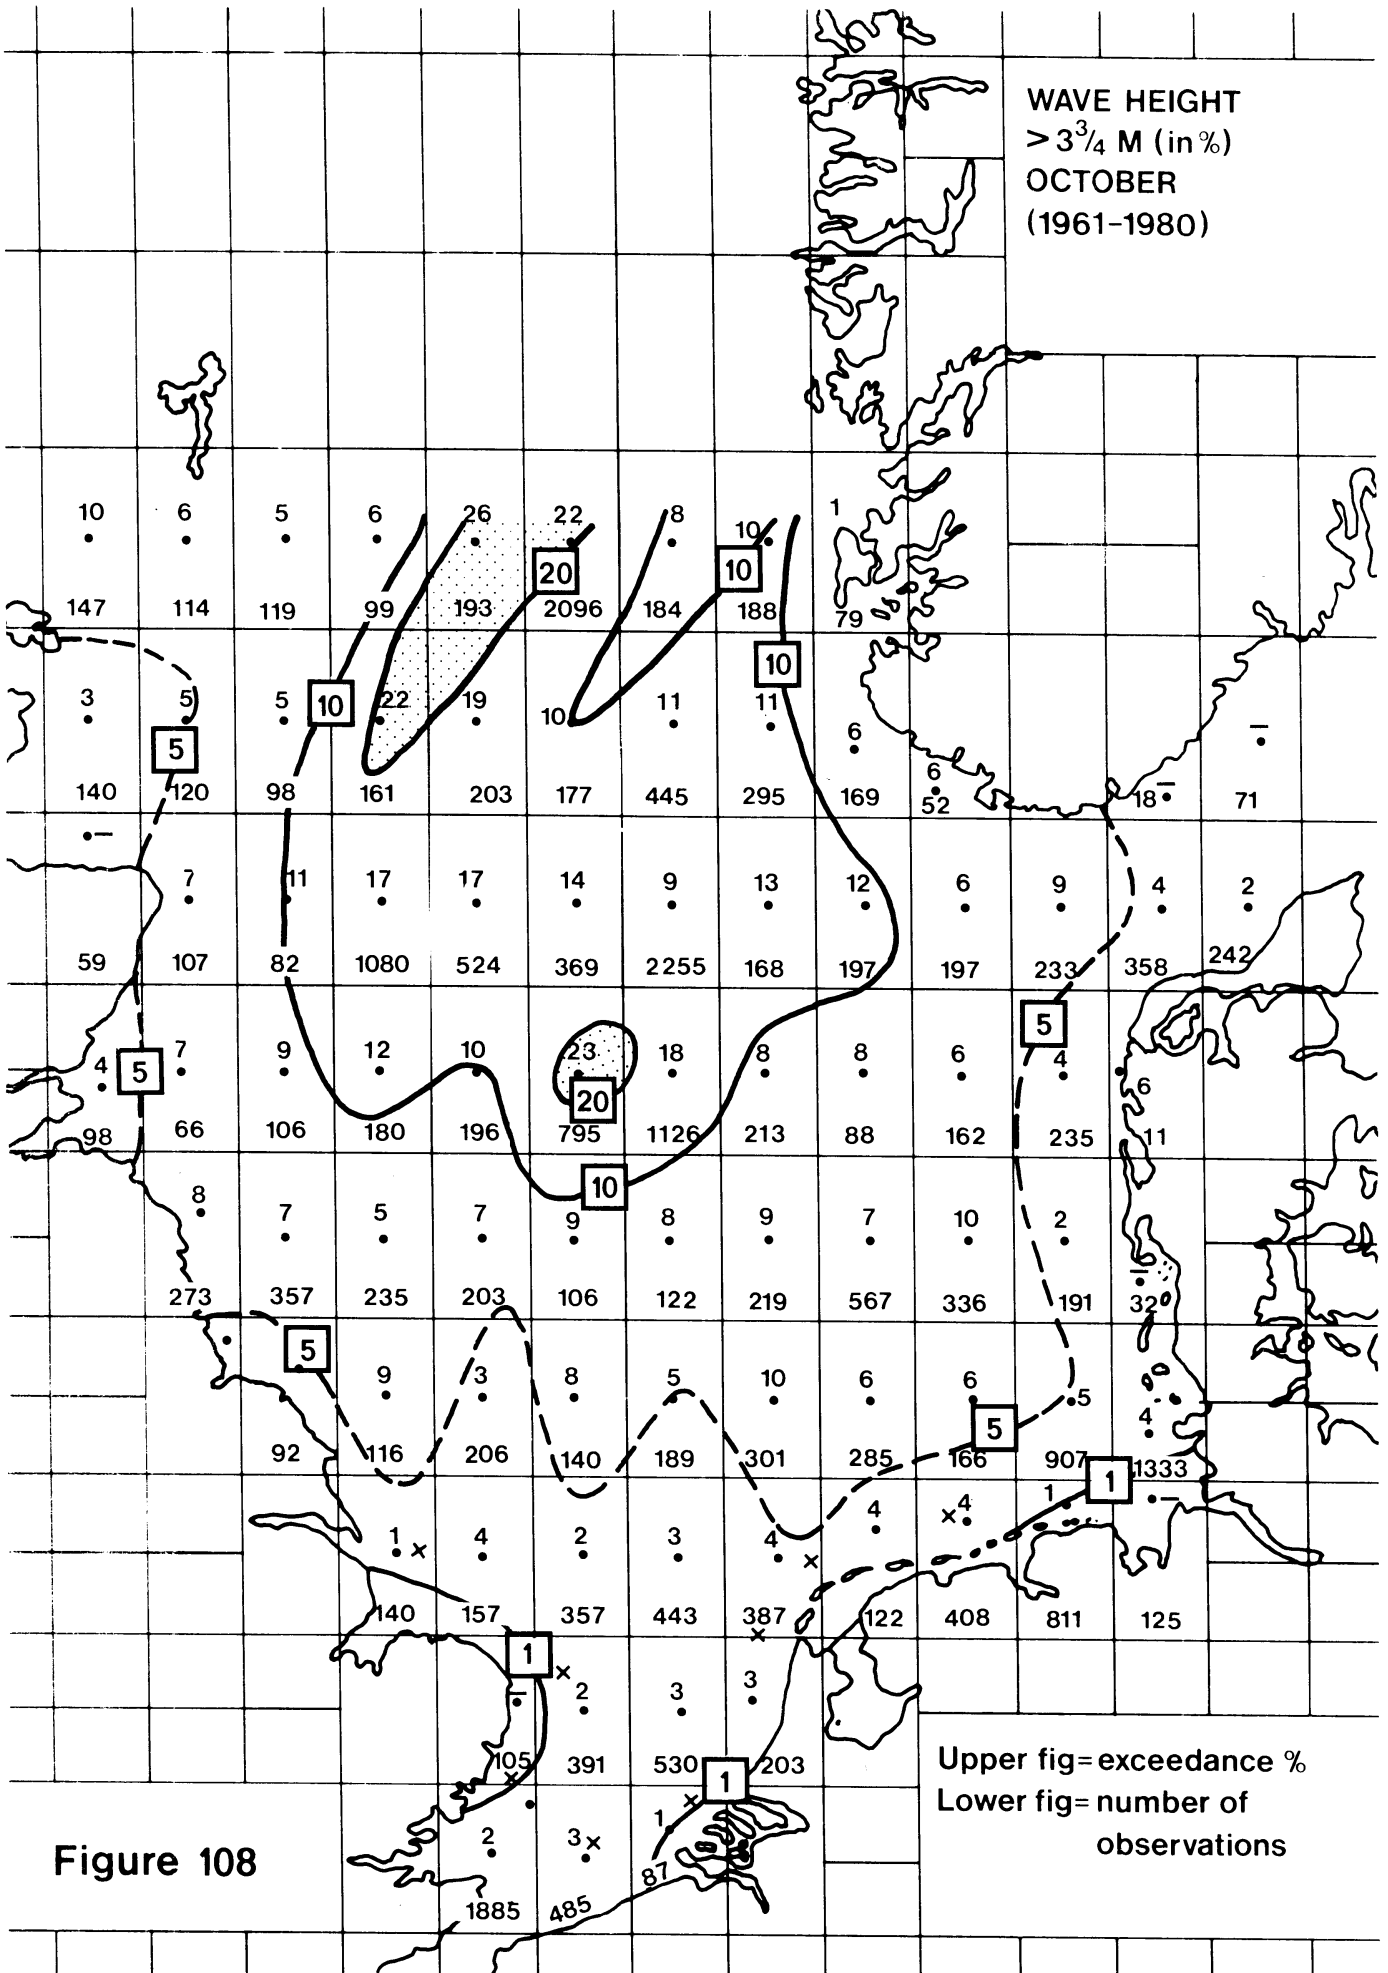 WAVE HEIGHT
> 3¾ M (in %)
OCTOBER
(1961-1980)
10 6 5 6 26 22 8 10 1
20 10
147 114 119 99 193 2096 184 188 79
10
3 5 5 10 22 19 10 11 11 6 –
5
6
140 120 98 161 203 177 445 295 169 52 18 – 71
–
7 11 17 17 14 9 13 12 6 9 4 2
59 107 82 1080 524 369 2255 168 197 197 233 358 242
5
4 5 7 9 12 10 23 18 8 8 6 4 6
20
98 66 106 180 196 795 1126 213 88 162 235 11
10
8 7 5 7 9 8 9 7 10 2
–
273 357 235 203 106 122 219 567 336 191 32
5
9 3 8 5 10 6 6 5
5 4
92 116 206 140 189 301 285 166 907 1333
1
1 x 4 2 3 4 x 4 x 4 1 –
140 157 357 443 387 122 408 811 125
x
1 x
– 2 3 3
105 391 530 203
x 1
x
1
2 3 x
87
1885 485
Upper fig= exceedance %
Lower fig= number of
observations
Figure 108